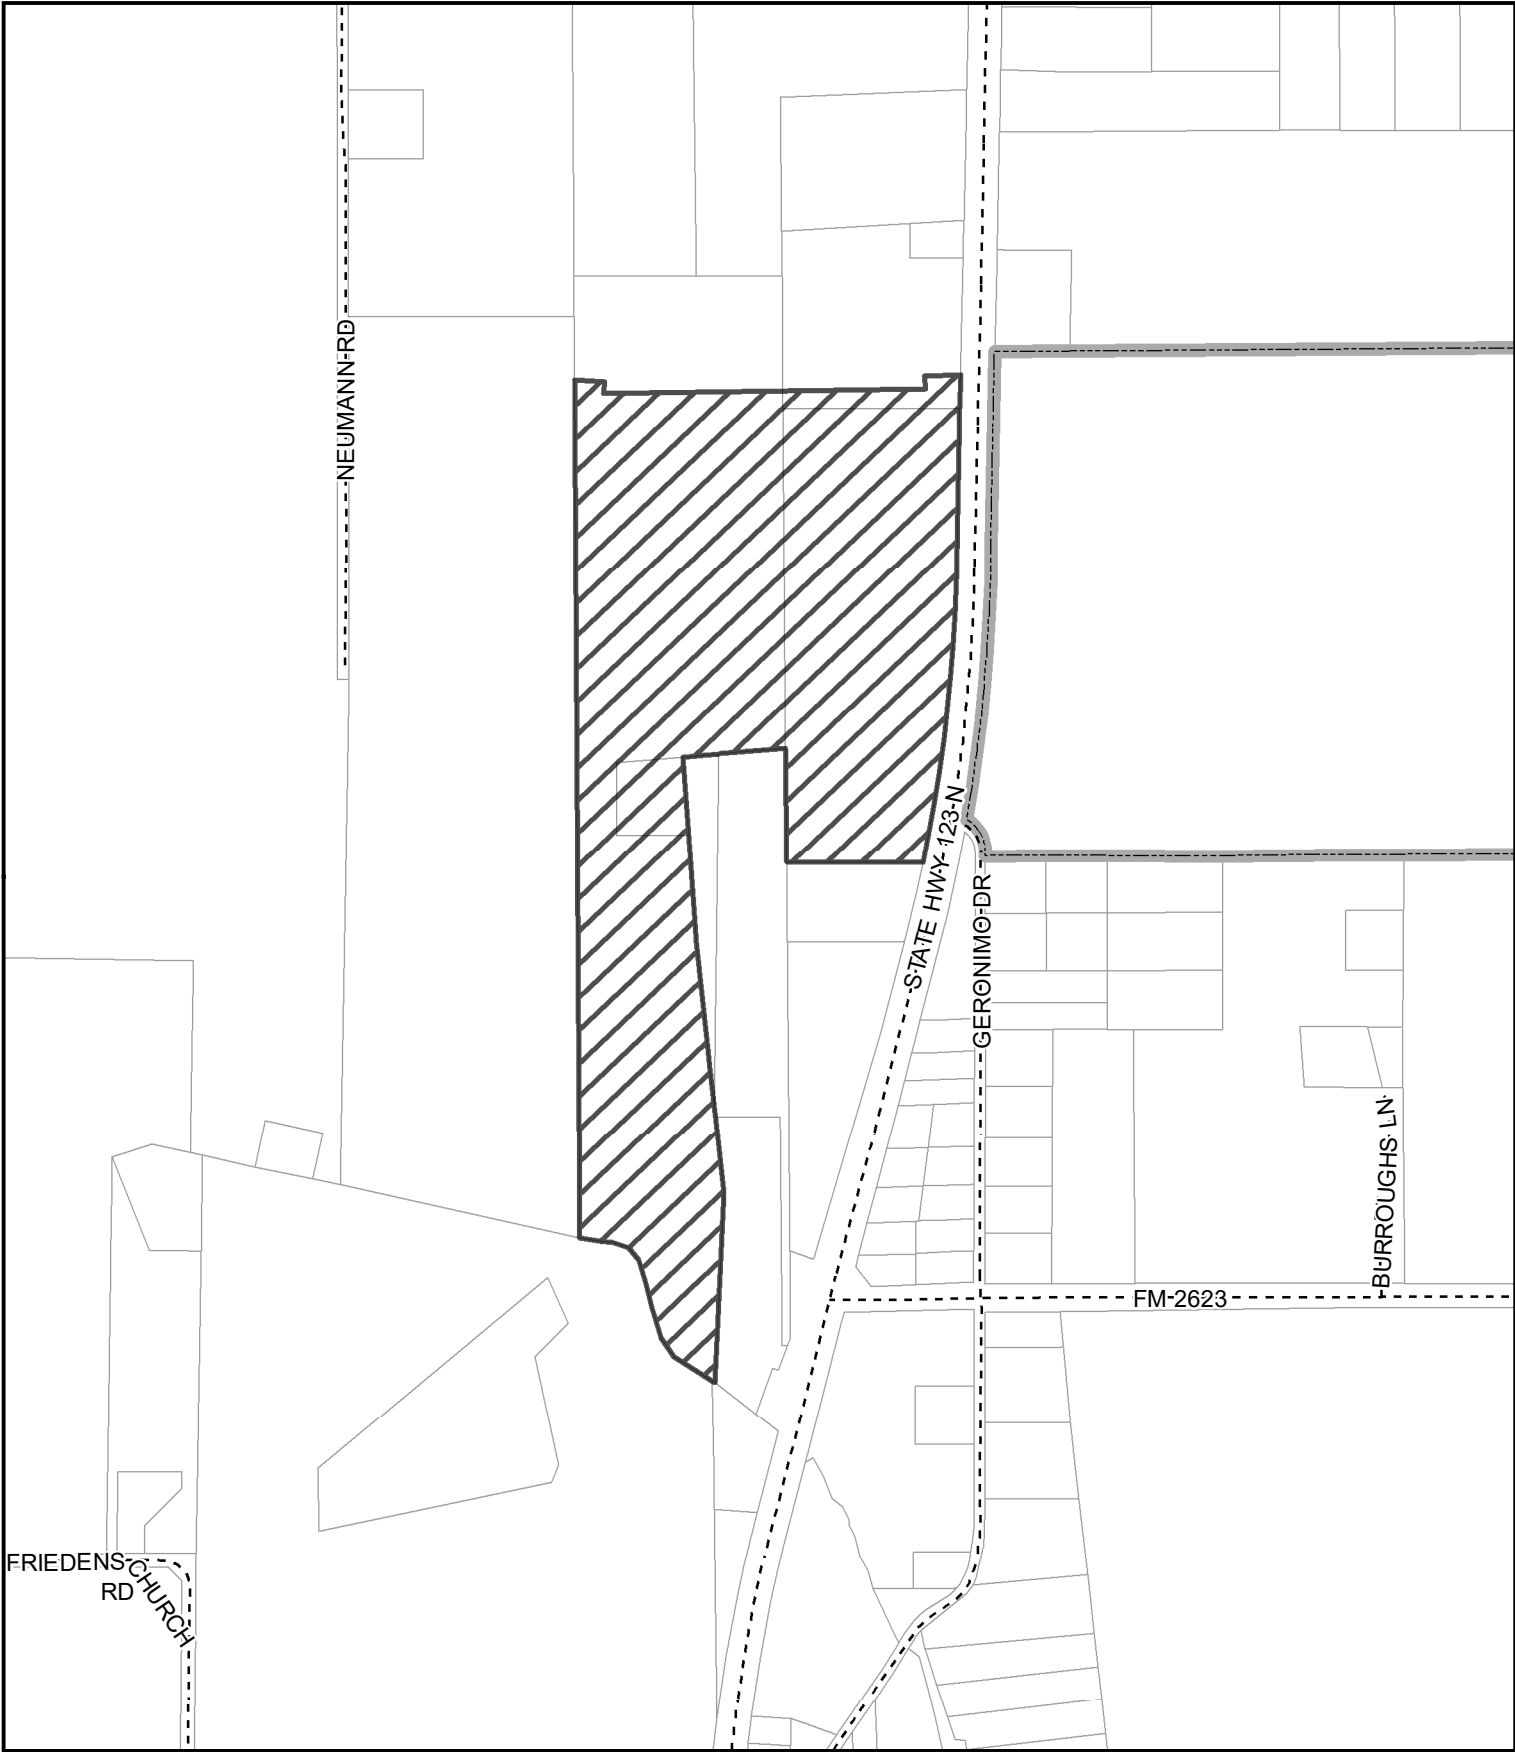 NEUMANN RD
STATE HWY 123 N
GERONIMO DR
BURROUGHS LN
FM 2623
FRIEDENS CHURCH
RD